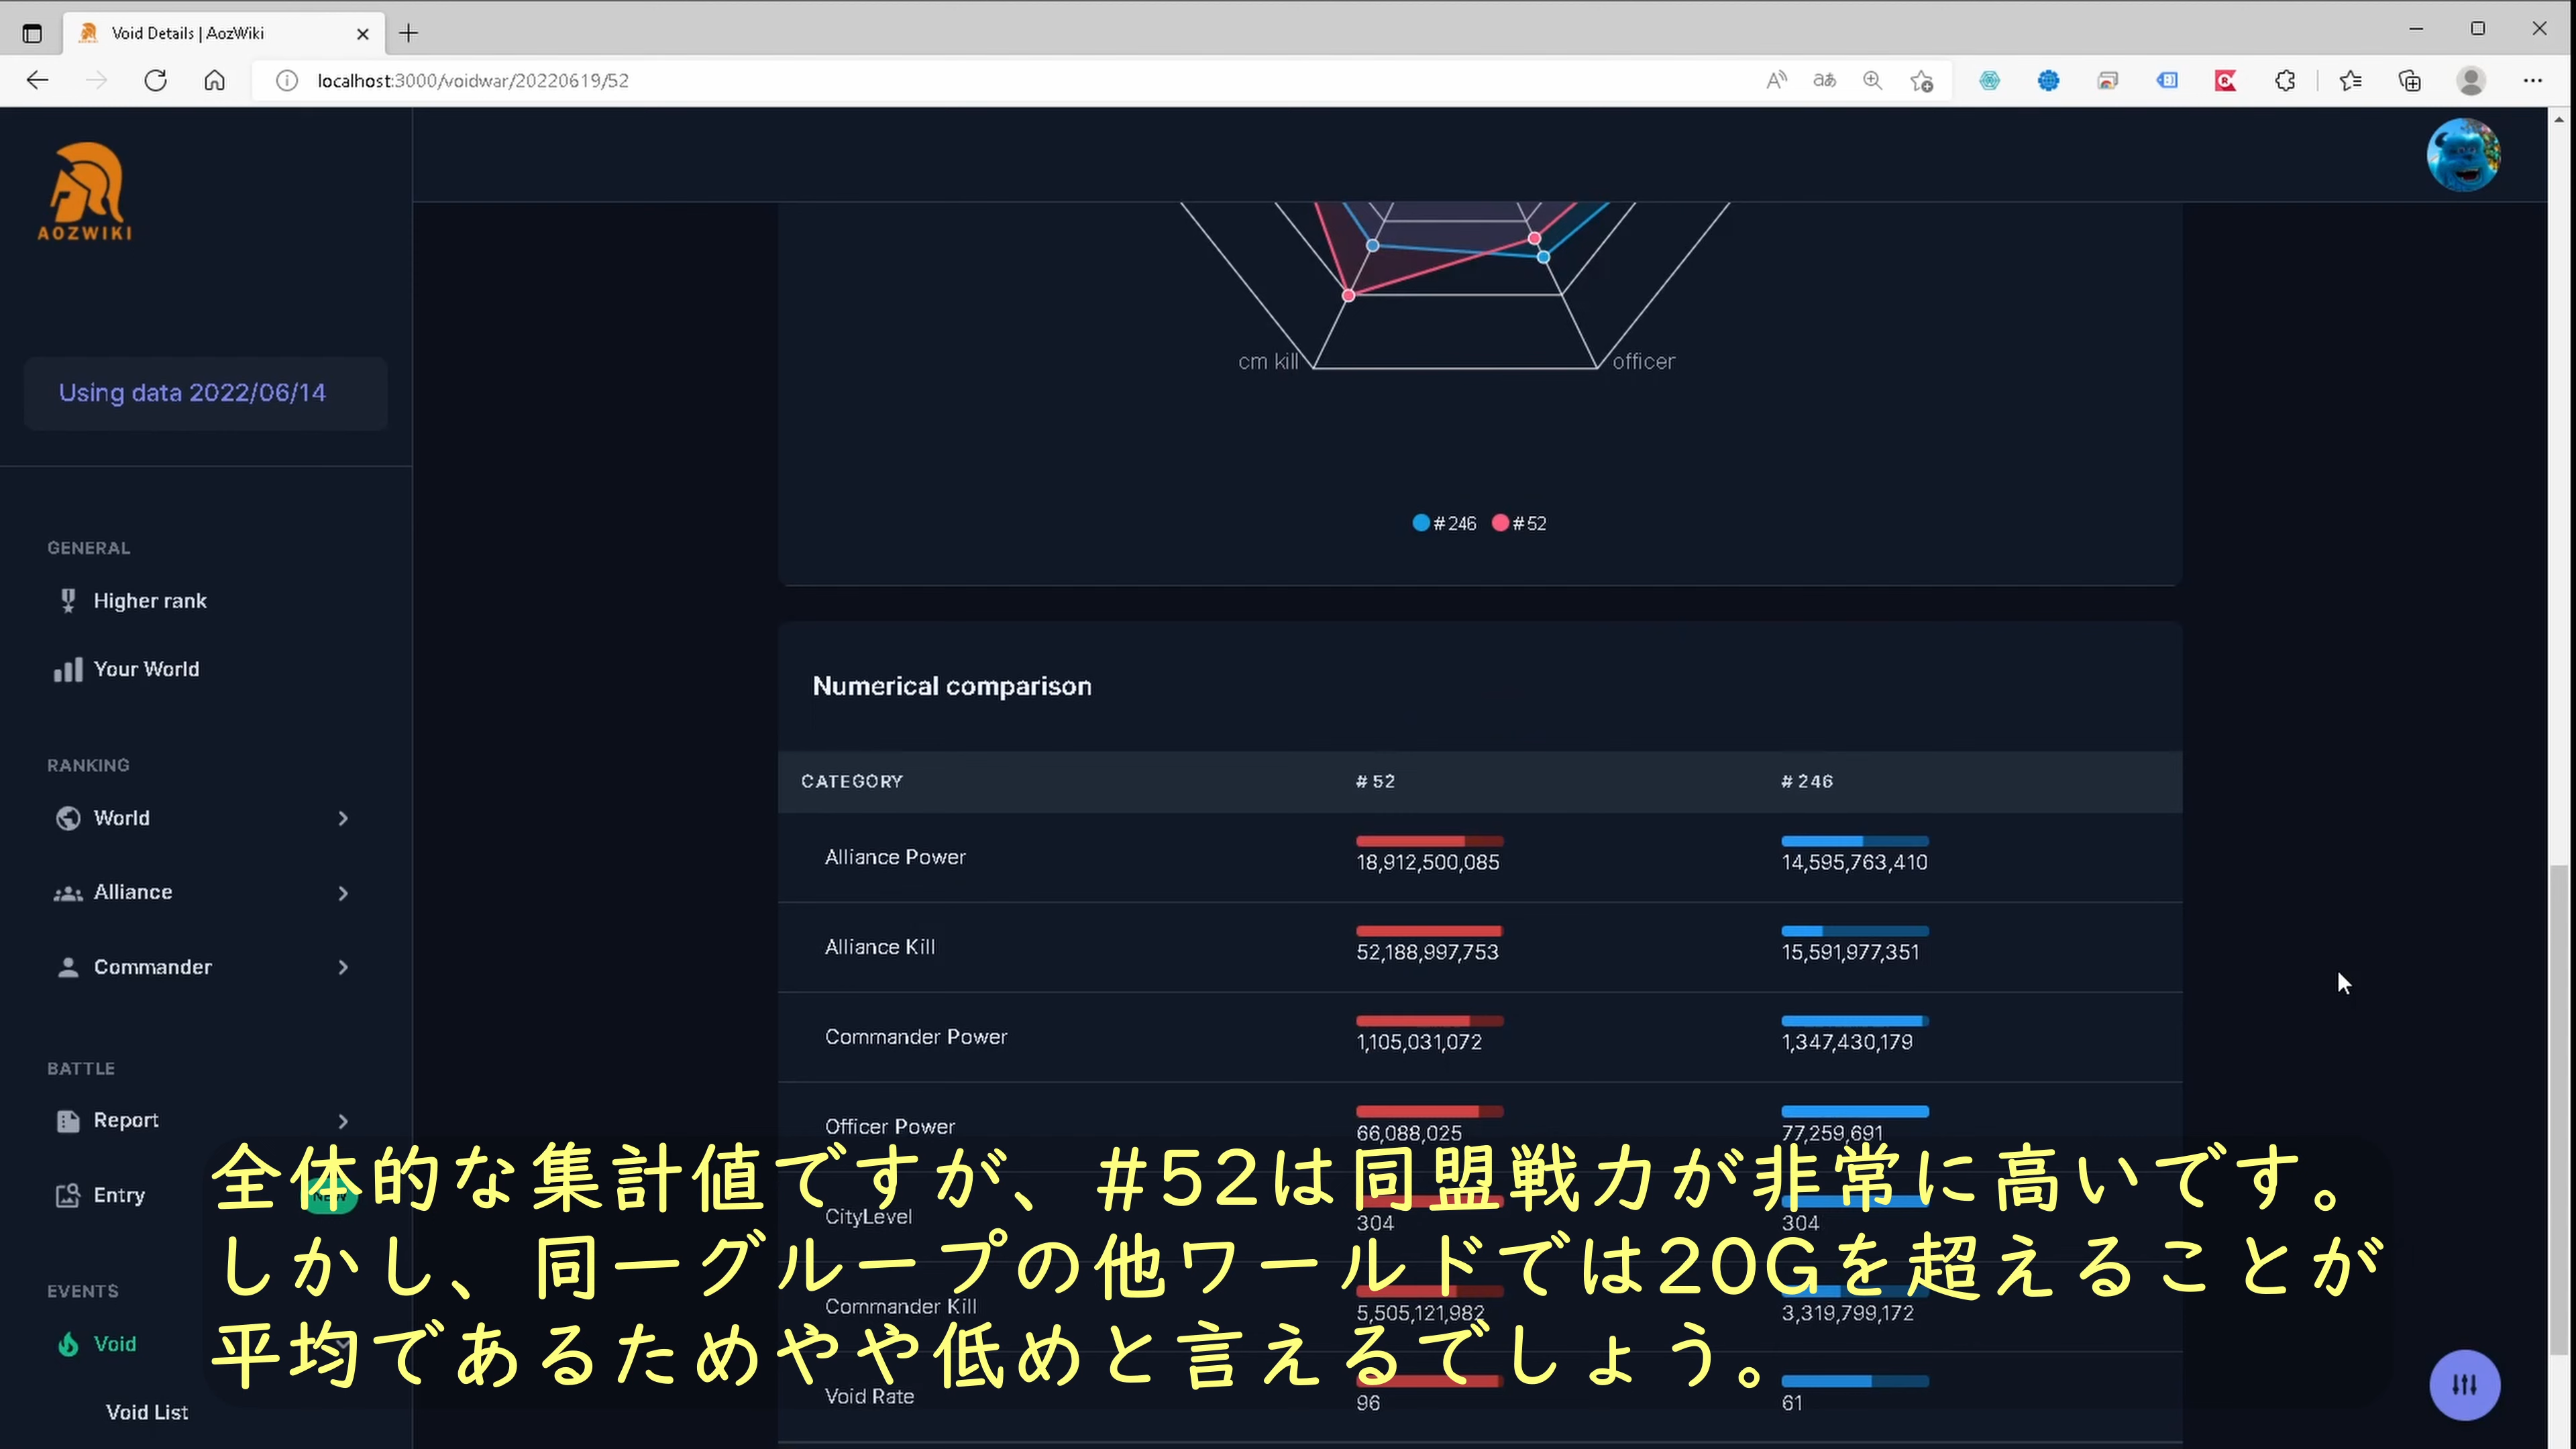 Void Details | AozWiki
localhost:3000/voidwar/20220619/52
AOZWIKI
Using data 2022/06/14
GENERAL
Higher rank
Your World
RANKING
World
Alliance
Commander
BATTLE
Report
Entry
NEW
EVENTS
Void
Void List
cm kill
officer
#246 #52
Numerical comparison
CATEGORY #52 #246
Alliance Power 18,912,500,085 14,595,763,410
Alliance Kill 52,188,997,753 15,591,977,351
Commander Power 1,105,031,072 1,347,430,179
Officer Power 66,088,025 77,259,691
CityLevel 304 304
Commander Kill 5,505,121,982 3,319,799,172
Void Rate 96 61
全体的な集計値ですが、#52は同盟戦力が非常に高いです。
しかし、同一グループの他ワールドでは20Gを超えることが
平均であるためやや低めと言えるでしょう。